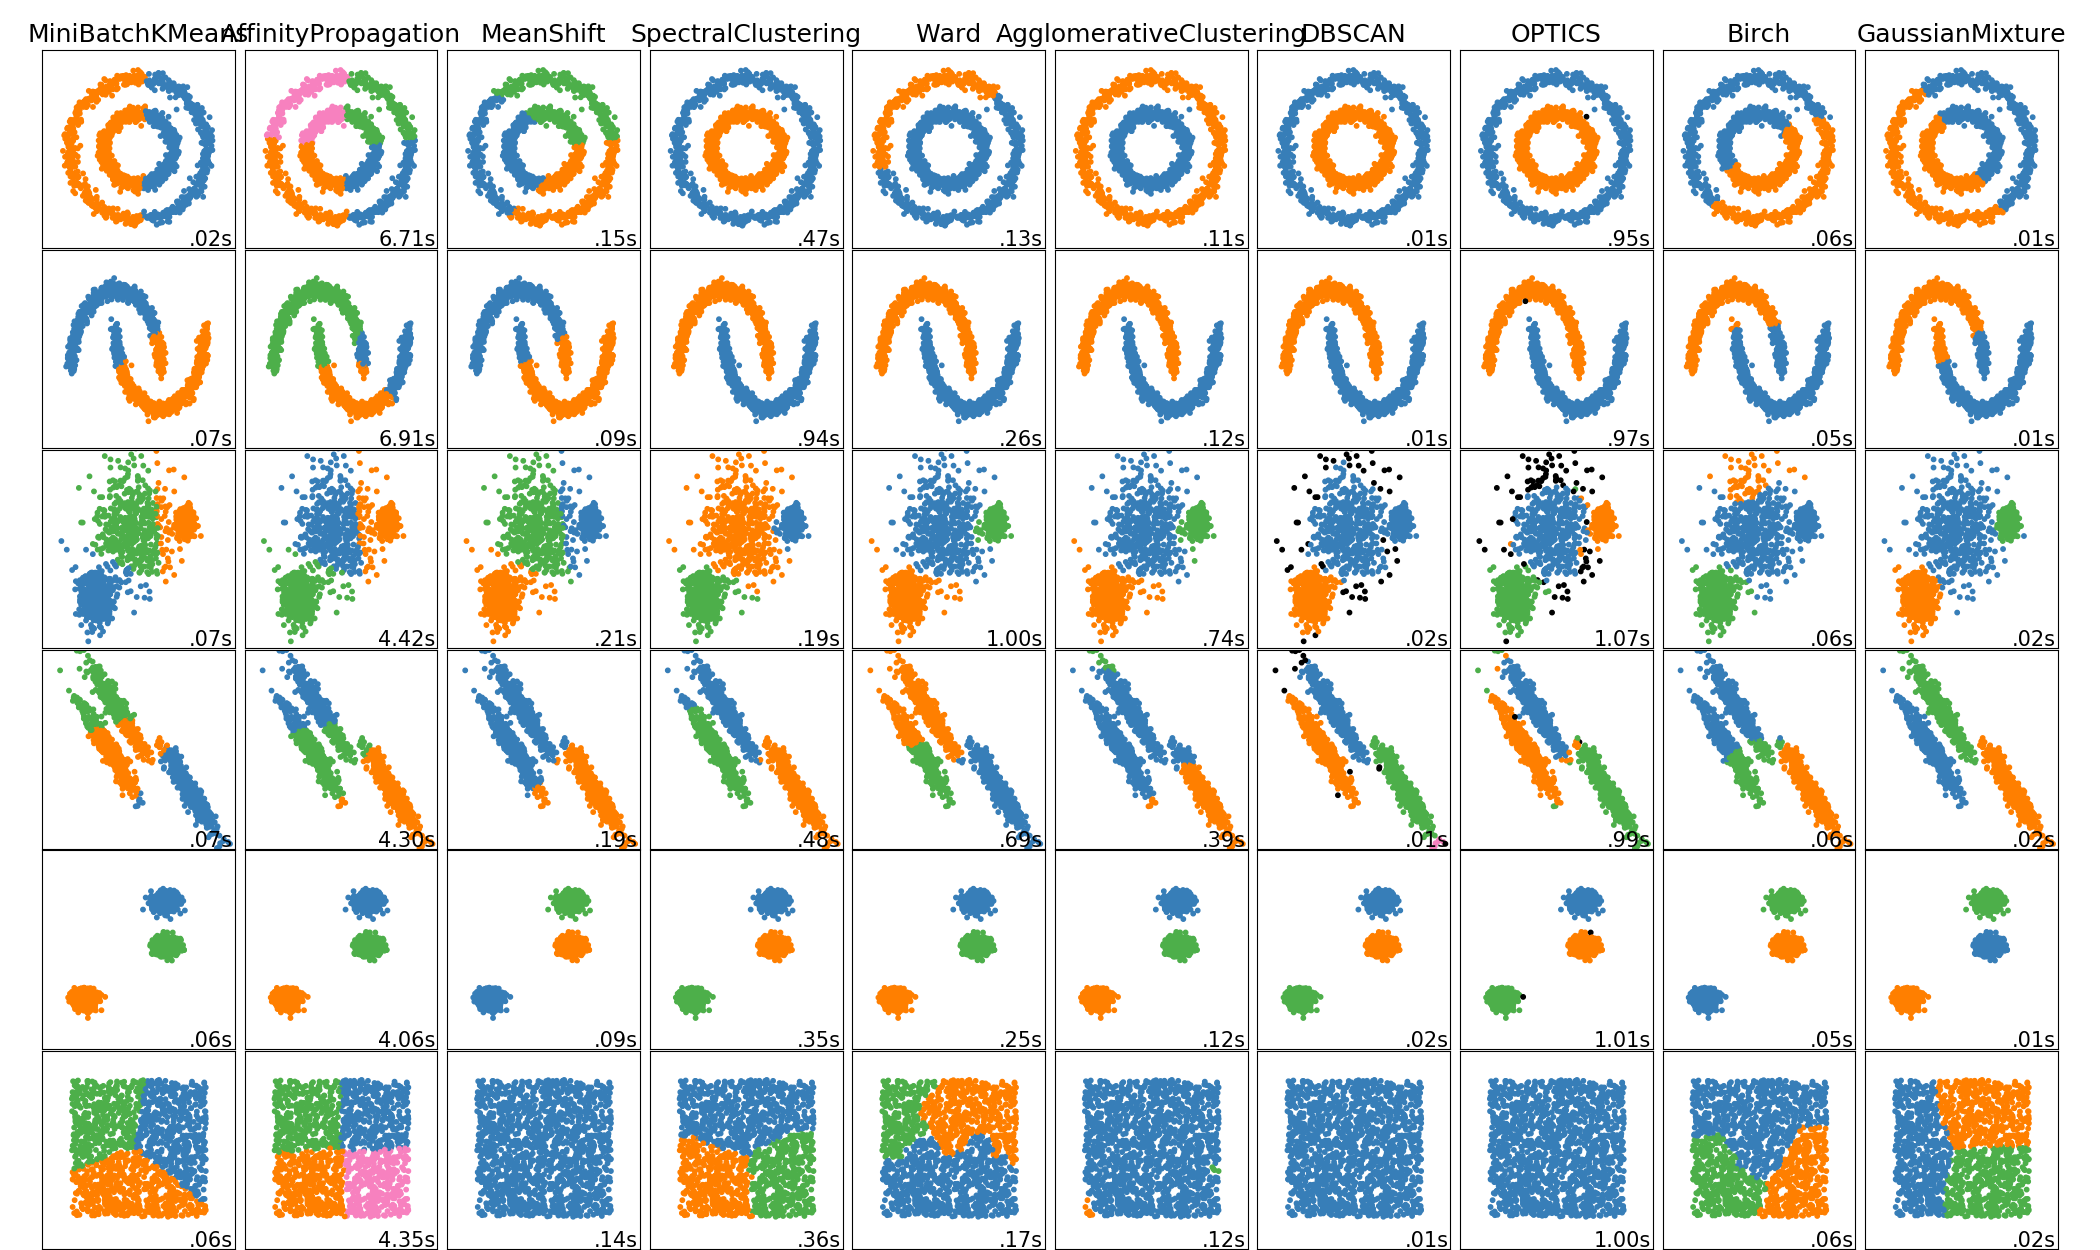 MiniBatchKMeans AffinityPropagation MeanShift SpectralClustering Ward AgglomerativeClustering DBSCAN OPTICS Birch GaussianMixture
.02s 6.71s .15s .47s .13s .11s .01s .95s .06s .01s
.07s 6.91s .09s .94s .26s .12s .01s .97s .05s .01s
.07s 4.42s .21s .19s 1.00s .74s .02s 1.07s .06s .02s
.07s 4.30s .19s .48s .69s .39s .01s .99s .06s .02s
.06s 4.06s .09s .35s .25s .12s .02s 1.01s .05s .01s
.06s 4.35s .14s .36s .17s .12s .01s 1.00s .06s .02s